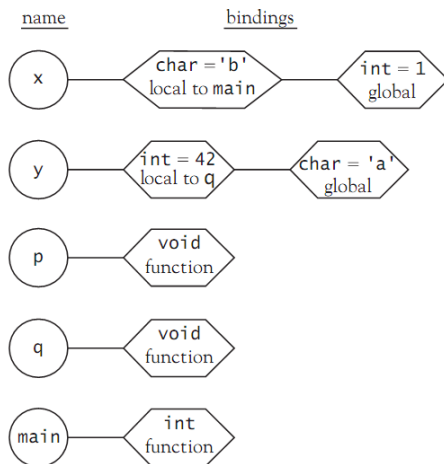 name bindings
x char = 'b' int = 1
local to main global
y int = 42 char = 'a'
local to q global
p void
function
q void
function
main int
function